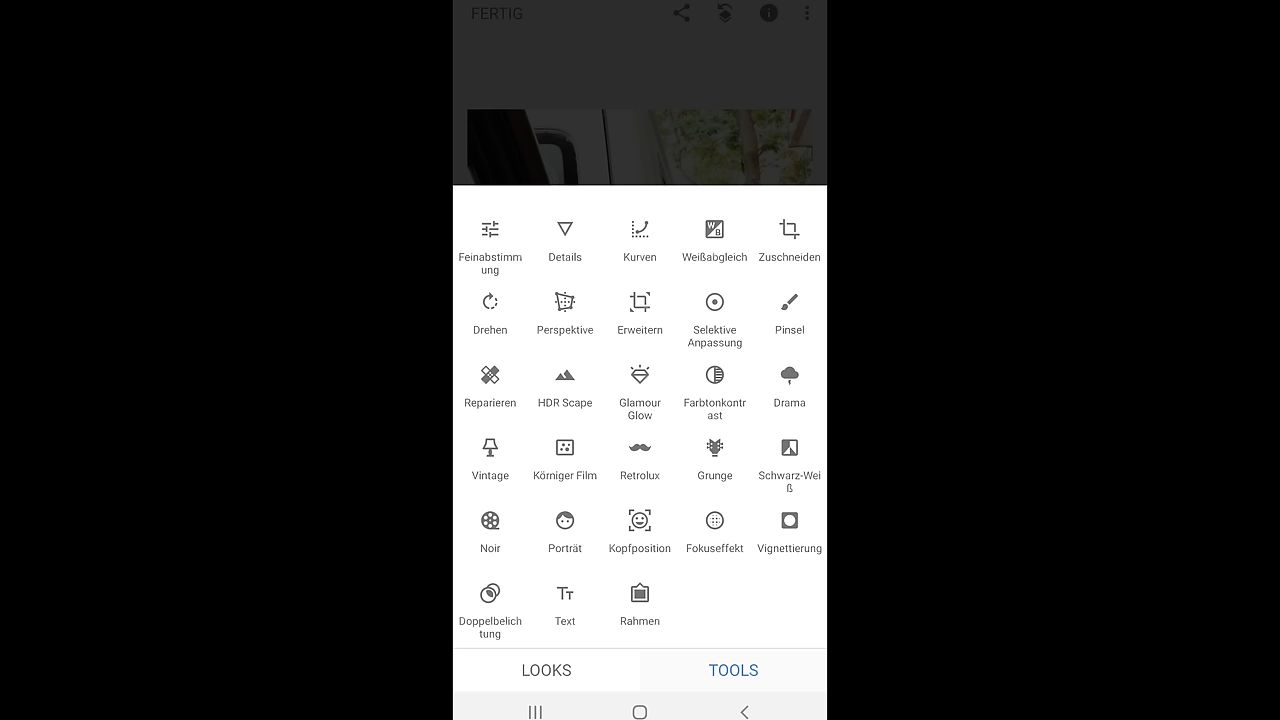 FERTIG
Feinabstimm
ung
Details
Kurven
Weißabgleich
Zuschneiden
Drehen
Perspektive
Erweitern
Selektive
Anpassung
Pinsel
Reparieren
HDR Scape
Glamour
Glow
Farbtonkontr
ast
Drama
Vintage
Körniger Film
Retrolux
Grunge
Schwarz-Wei
ß
Noir
Porträt
Kopfposition
Fokuseffekt
Vignettierung
Doppelbelich
tung
Text
Rahmen
LOOKS
TOOLS